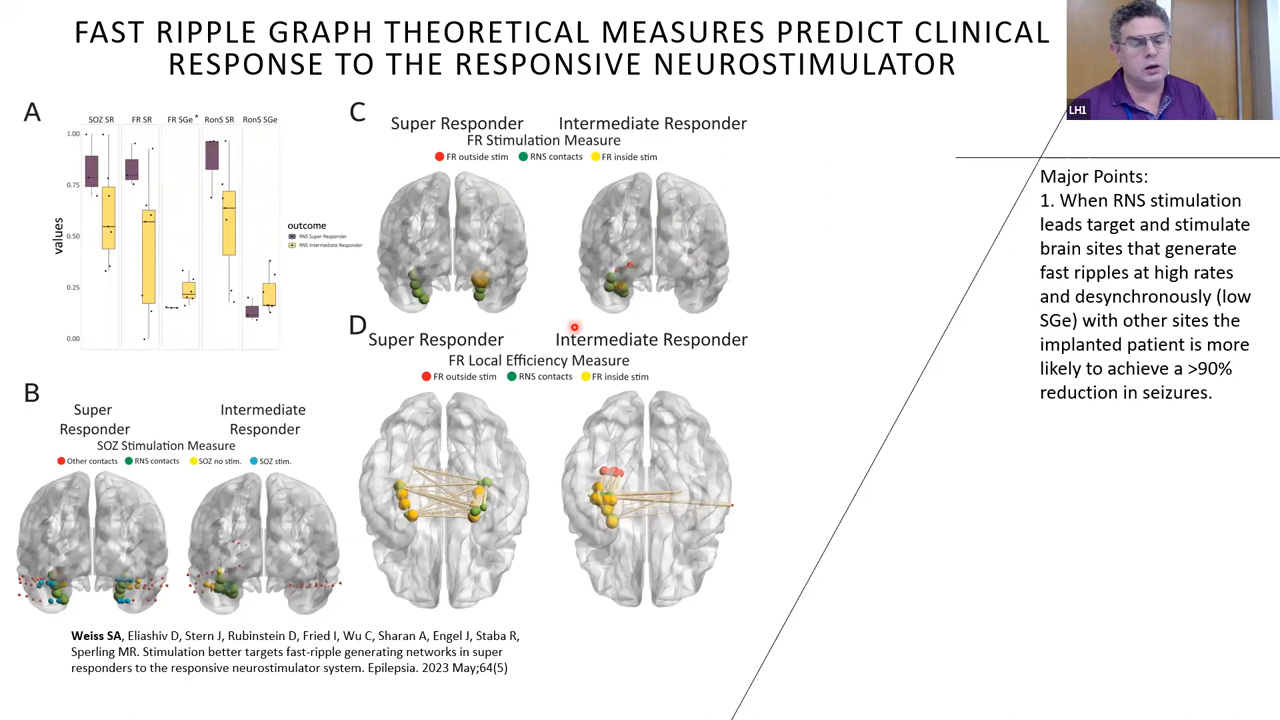 FAST RIPPLE GRAPH THEORETICAL MEASURES PREDICT CLINICAL
RESPONSE TO THE RESPONSIVE NEUROSTIMULATOR
LH1
A
SOZ SR FR SR FR SGe * RonS SR RonS SGe
1.00
0.75
0.50
0.25
0.00
values
outcome
RNS Super Responder
RNS Intermediate Responder
B
Super
Responder
Intermediate
Responder
SOZ Stimulation Measure
Other contacts RNS contacts SOZ no stim. SOZ stim.
C
Super Responder Intermediate Responder
FR Stimulation Measure
FR outside stim RNS contacts FR inside stim
D
Super Responder Intermediate Responder
FR Local Efficiency Measure
FR outside stim RNS contacts FR inside stim
Weiss SA, Eliashiv D, Stern J, Rubinstein D, Fried I, Wu C, Sharan A, Engel J, Staba R,
Sperling MR. Stimulation better targets fast-ripple generating networks in super
responders to the responsive neurostimulator system. Epilepsia. 2023 May;64(5)
Major Points:
1. When RNS stimulation
leads target and stimulate
brain sites that generate
fast ripples at high rates
and desynchronously (low
SGe) with other sites the
implanted patient is more
likely to achieve a >90%
reduction in seizures.